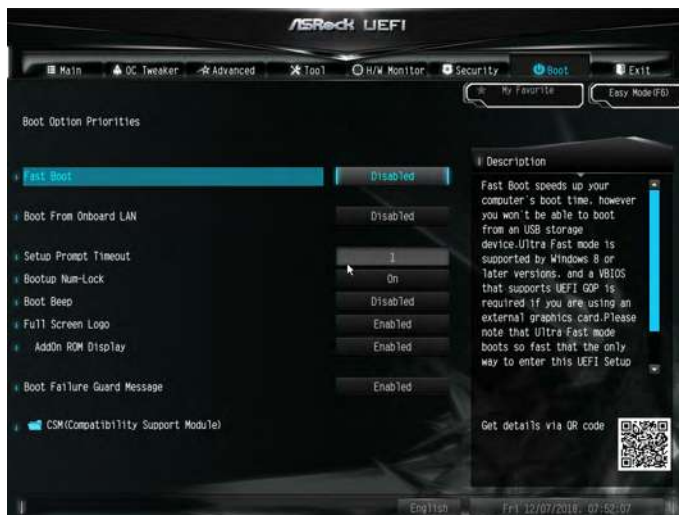 ASRock UEFI
Main
OC Tweaker
Advanced
Tool
H/W Monitor
Security
Boot
Exit
My Favorite
Easy Mode(F6)
Boot Option Priorities
Fast Boot
Disabled
Boot From Onboard LAN
Disabled
Setup Prompt Timeout
1
Bootup Num-Lock
On
Boot Beep
Disabled
Full Screen Logo
Enabled
AddOn ROM Display
Enabled
Boot Failure Guard Message
Enabled
CSM(Compatibility Support Module)
Description
Fast Boot speeds up your
computer's boot time, however
you won't be able to boot
from an USB storage
device.Ultra Fast mode is
supported by Windows 8 or
later versions, and a VBIOS
that supports UEFI GOP is
required if you are using an
external graphics card.Please
note that Ultra Fast mode
boots so fast that the only
way to enter this UEFI Setup
Get details via QR code
English
Fri 12/07/2018, 07:52:07